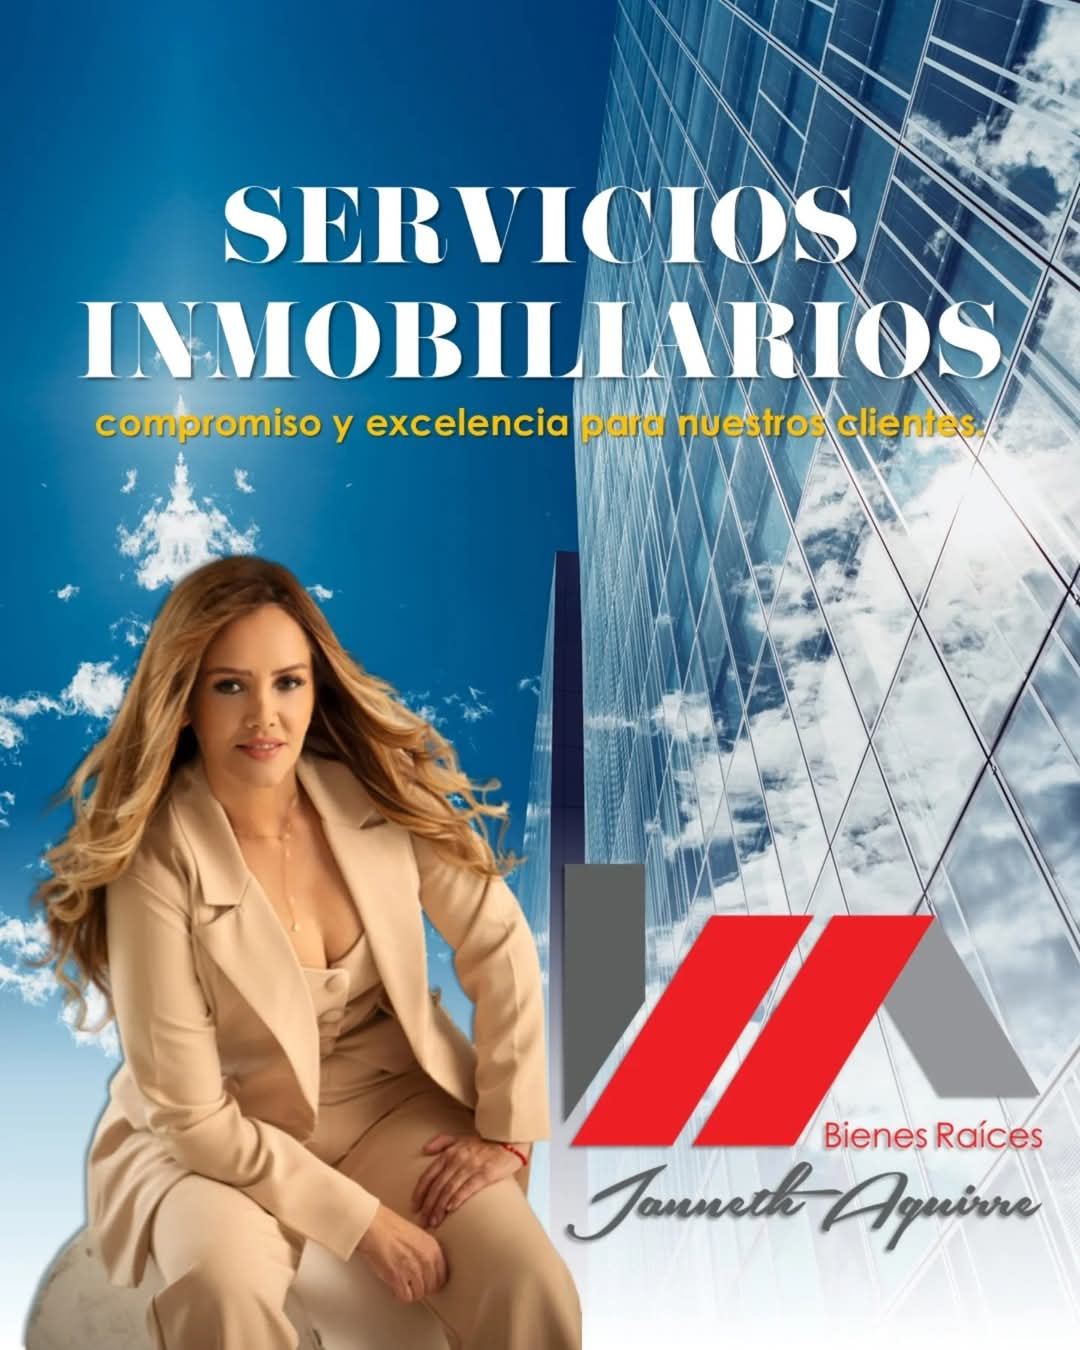 SERVICIOS
INMOBILIARIOS
compromiso y excelencia para nuestros clientes.
Bienes Raíces
Janneth Aguirre